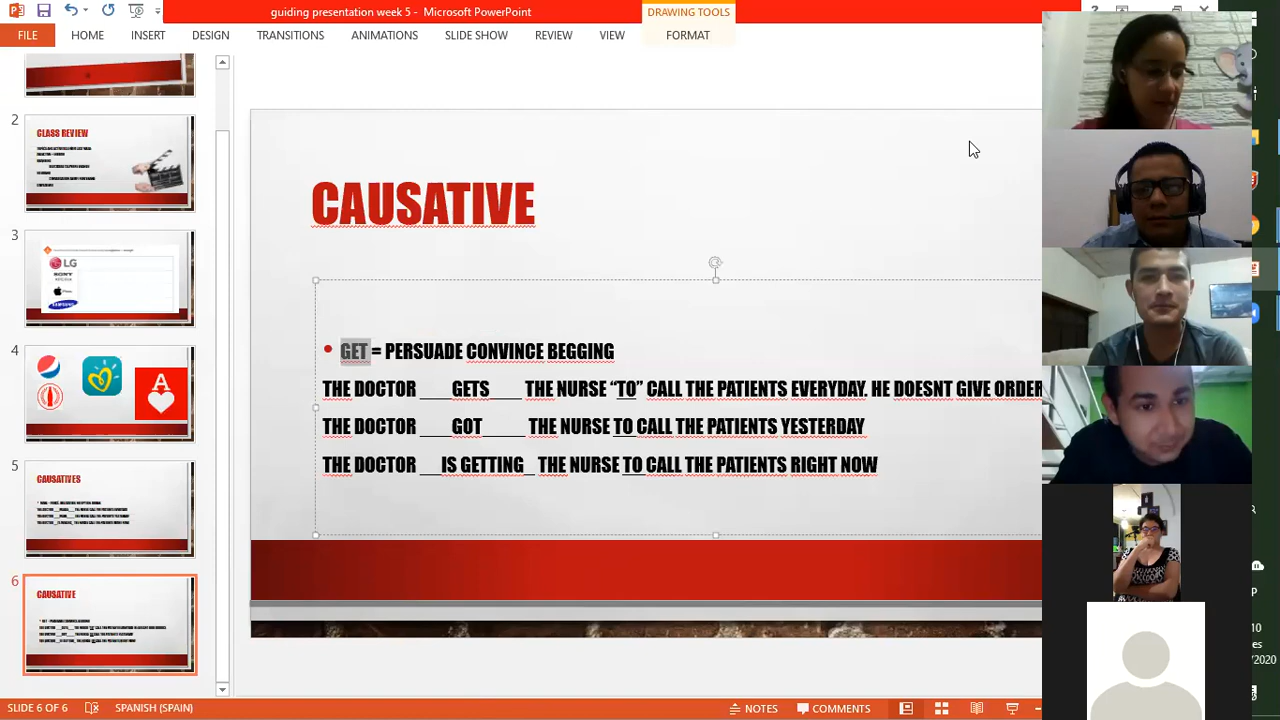 guiding presentation week 5 - Microsoft PowerPoint
DRAWING TOOLS
FILE HOME INSERT DESIGN TRANSITIONS ANIMATIONS SLIDE SHOW REVIEW VIEW FORMAT
2
CLASS REVIEW
3
LG
SONY
SAMSUNG
4
A
5
CAUSATIVES
6
CAUSATIVE
CAUSATIVE
• GET = PERSUADE CONVINCE BEGGING
THE DOCTOR ___GETS___ THE NURSE “TO” CALL THE PATIENTS EVERYDAY. HE DOESNT GIVE ORDER
THE DOCTOR ___GOT____ THE NURSE TO CALL THE PATIENTS YESTERDAY
THE DOCTOR __IS GETTING_ THE NURSE TO CALL THE PATIENTS RIGHT NOW
10
/2020
SLIDE 6 OF 6 SPANISH (SPAIN) NOTES COMMENTS